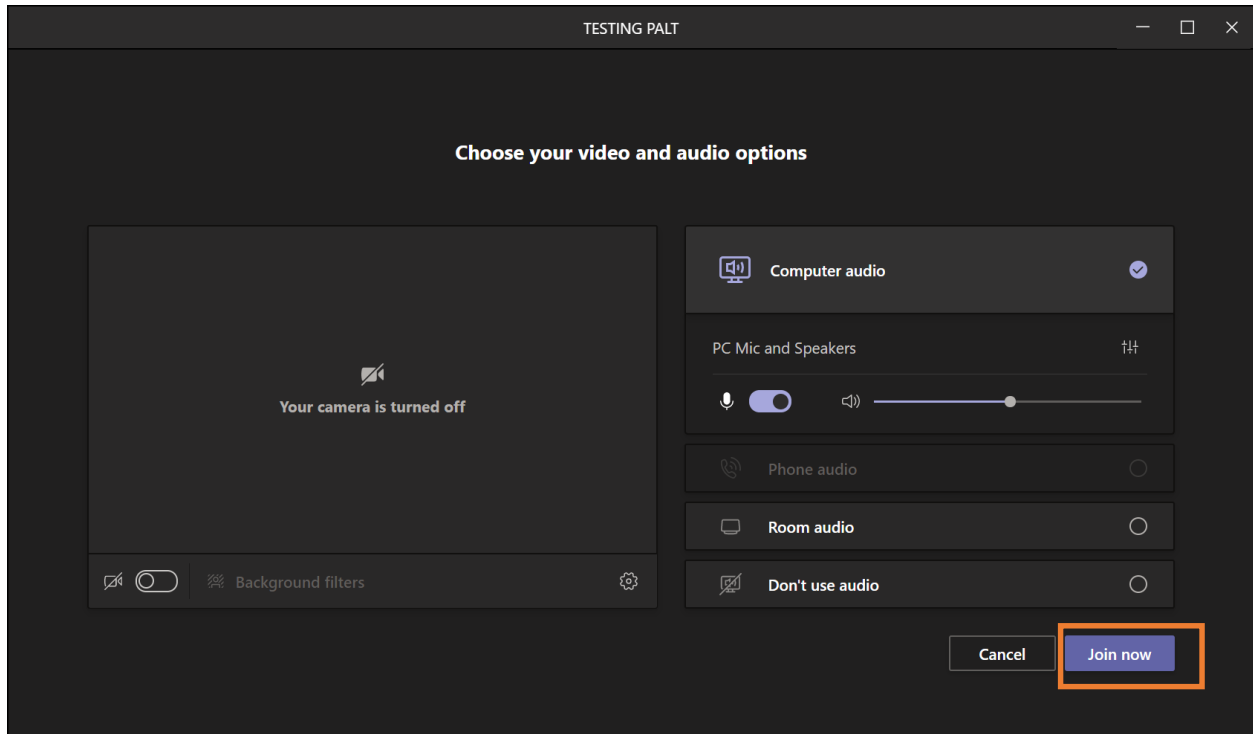 TESTING PALT
Choose your video and audio options
Your camera is turned off
Background filters
Computer audio
PC Mic and Speakers
Phone audio
Room audio
Don't use audio
Cancel
Join now